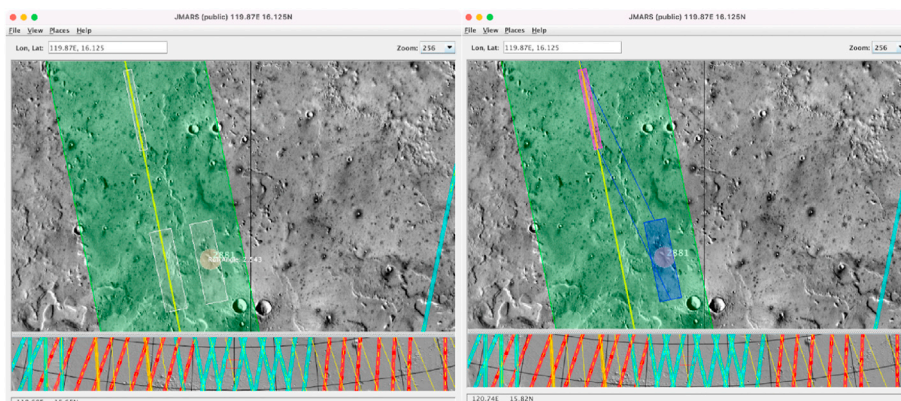 JMARS (public) 119.87E 16.125N
File View Places Help
Lon, Lat: 119.87E, 16.125
Zoom: 256
JMARS (public) 119.87E 16.125N
File View Places Help
Lon, Lat: 119.87E, 16.125
Zoom: 256
2881
120.74E 15.82N